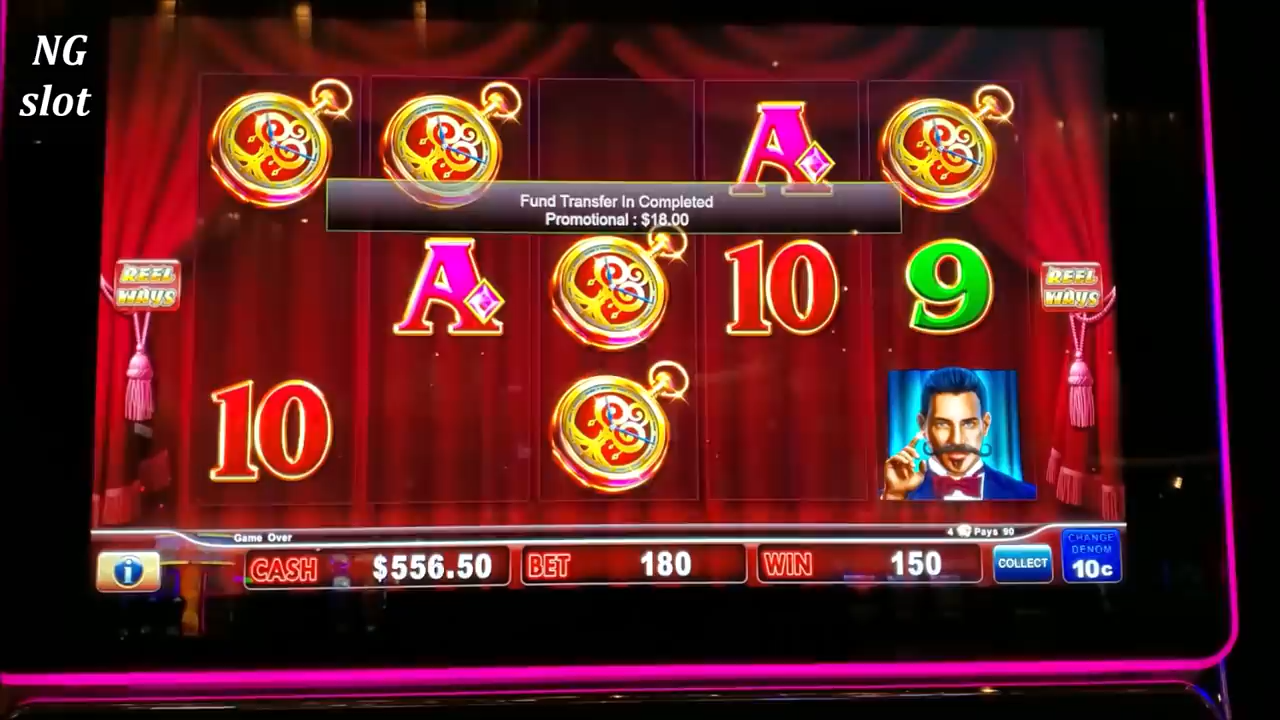 NG
slot
A
Fund Transfer In Completed
Promotional : $18.00
REEL
WAYS
A
10
9
REEL
WAYS
10
Game Over
4 Pays 90
CASH $556.50
BET 180
WIN 150
COLLECT
CHANGE
DENOM
10¢